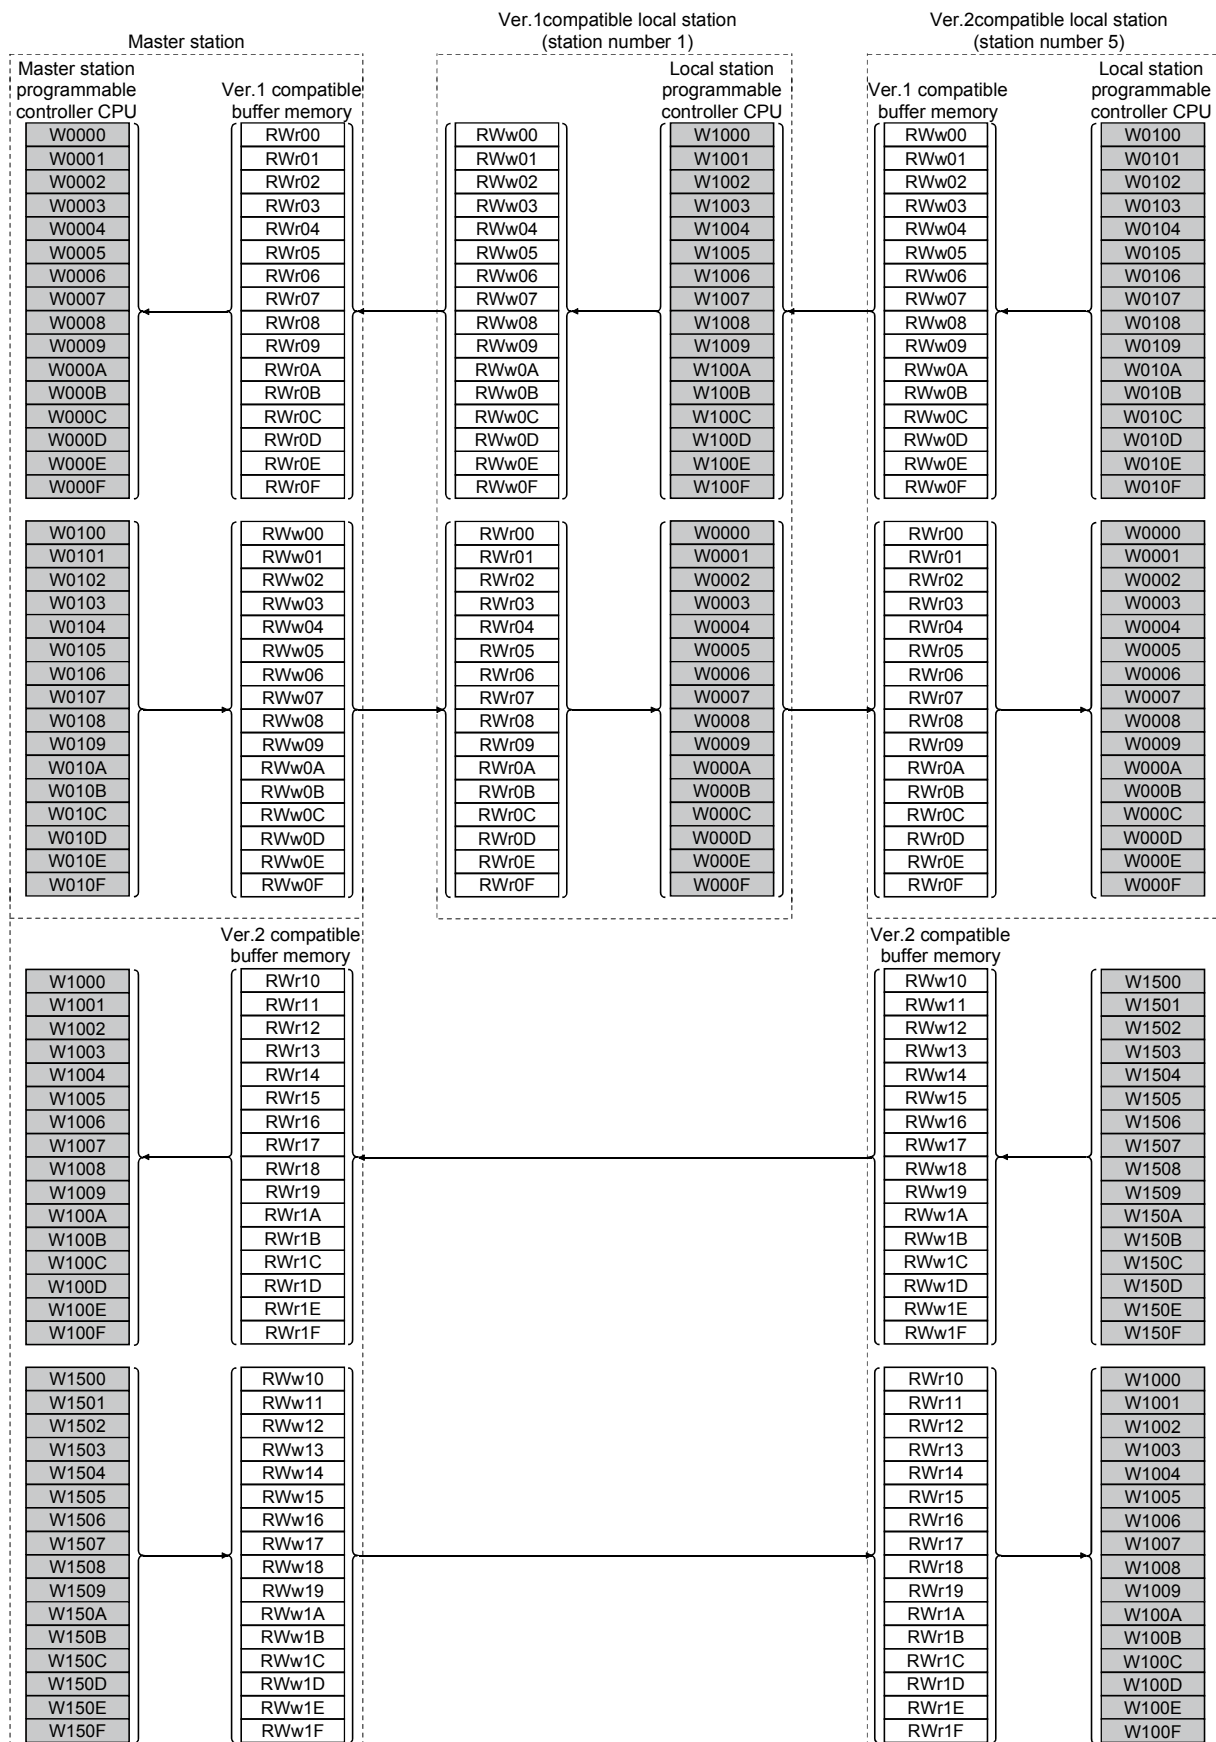 Master station Ver.1compatible local station (station number 1) Ver.2compatible local station (station number 5)
Master station programmable controller CPU Ver.1 compatible buffer memory Local station programmable controller CPU Ver.1 compatible buffer memory Local station programmable controller CPU
W0000 RWr00 RWw00 W1000 RWw00 W0100
W0001 RWr01 RWw01 W1001 RWw01 W0101
W0002 RWr02 RWw02 W1002 RWw02 W0102
W0003 RWr03 RWw03 W1003 RWw03 W0103
W0004 RWr04 RWw04 W1004 RWw04 W0104
W0005 RWr05 RWw05 W1005 RWw05 W0105
W0006 RWr06 RWw06 W1006 RWw06 W0106
W0007 RWr07 RWw07 W1007 RWw07 W0107
W0008 RWr08 RWw08 W1008 RWw08 W0108
W0009 RWr09 RWw09 W1009 RWw09 W0109
W000A RWr0A RWw0A W100A RWw0A W010A
W000B RWr0B RWw0B W100B RWw0B W010B
W000C RWr0C RWw0C W100C RWw0C W010C
W000D RWr0D RWw0D W100D RWw0D W010D
W000E RWr0E RWw0E W100E RWw0E W010E
W000F RWr0F RWw0F W100F RWw0F W010F
W0100 RWw00 RWr00 W0000 RWr00 W0000
W0101 RWw01 RWr01 W0001 RWr01 W0001
W0102 RWw02 RWr02 W0002 RWr02 W0002
W0103 RWw03 RWr03 W0003 RWr03 W0003
W0104 RWw04 RWr04 W0004 RWr04 W0004
W0105 RWw05 RWr05 W0005 RWr05 W0005
W0106 RWw06 RWr06 W0006 RWr06 W0006
W0107 RWw07 RWr07 W0007 RWr07 W0007
W0108 RWw08 RWr08 W0008 RWr08 W0008
W0109 RWw09 RWr09 W0009 RWr09 W0009
W010A RWw0A RWr0A W000A RWr0A W000A
W010B RWw0B RWr0B W000B RWr0B W000B
W010C RWw0C RWr0C W000C RWr0C W000C
W010D RWw0D RWr0D W000D RWr0D W000D
W010E RWw0E RWr0E W000E RWr0E W000E
W010F RWw0F RWr0F W000F RWr0F W000F
Ver.2 compatible buffer memory Ver.2 compatible buffer memory
W1000 RWr10 RWw10 W1500
W1001 RWr11 RWw11 W1501
W1002 RWr12 RWw12 W1502
W1003 RWr13 RWw13 W1503
W1004 RWr14 RWw14 W1504
W1005 RWr15 RWw15 W1505
W1006 RWr16 RWw16 W1506
W1007 RWr17 RWw17 W1507
W1008 RWr18 RWw18 W1508
W1009 RWr19 RWw19 W1509
W100A RWr1A RWw1A W150A
W100B RWr1B RWw1B W150B
W100C RWr1C RWw1C W150C
W100D RWr1D RWw1D W150D
W100E RWr1E RWw1E W150E
W100F RWr1F RWw1F W150F
W1500 RWw10 RWr10 W1000
W1501 RWw11 RWr11 W1001
W1502 RWw12 RWr12 W1002
W1503 RWw13 RWr13 W1003
W1504 RWw14 RWr14 W1004
W1505 RWw15 RWr15 W1005
W1506 RWw16 RWr16 W1006
W1507 RWw17 RWr17 W1007
W1508 RWw18 RWr18 W1008
W1509 RWw19 RWr19 W1009
W150A RWw1A RWr1A W100A
W150B RWw1B RWr1B W100B
W150C RWw1C RWr1C W100C
W150D RWw1D RWr1D W100D
W150E RWw1E RWr1E W100E
W150F RWw1F RWr1F W100F